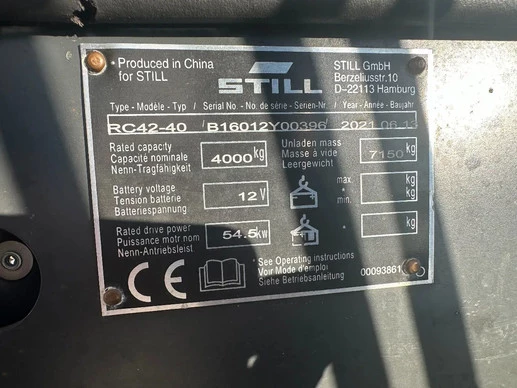 *Produced in China
for STILL
STILL
STILL GmbH
Berzeliusstr.10
D-22113 Hamburg
Type - Modèle - Typ / Serial No - No. de série - Serien-Nr. / Year - Année - Baujahr
RC42-40 / B16012Y00396 / 2021.06.13
Rated capacity
Capacité nominale
Nenn-Tragfähigkeit
4000 kg
Unladen mass
Masse à vide
Leergewicht
7150 kg
Battery voltage
Tension batterie
Batteriespannung
12 V
max. kg
* kg
min.
Rated drive power
Puissance motr nom
Nenn-Antriebsleist
54.5 kw
kg
*See Operating instructions
Voir Mode d'emploi
Siehe Betriebsanleitung
CE
00093861